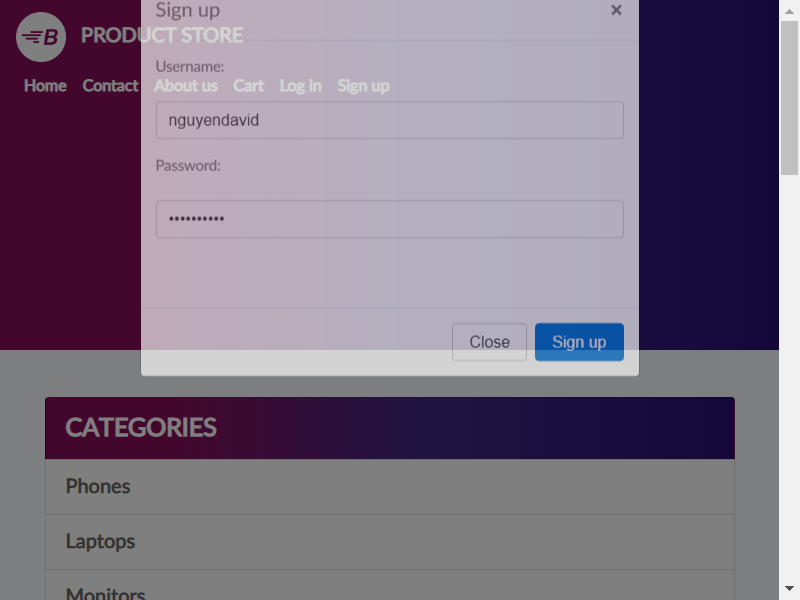 Sign up ×
B PRODUCT STORE
Username:
Home Contact About us Cart Log in Sign up
nguyendavid
Password:
••••••••••
Close Sign up
CATEGORIES
Phones
Laptops
Monitors